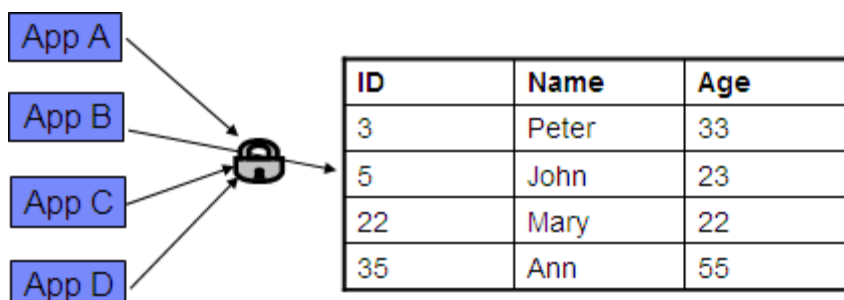 App A
App B
App C
App D
ID Name Age
3 Peter 33
5 John 23
22 Mary 22
35 Ann 55